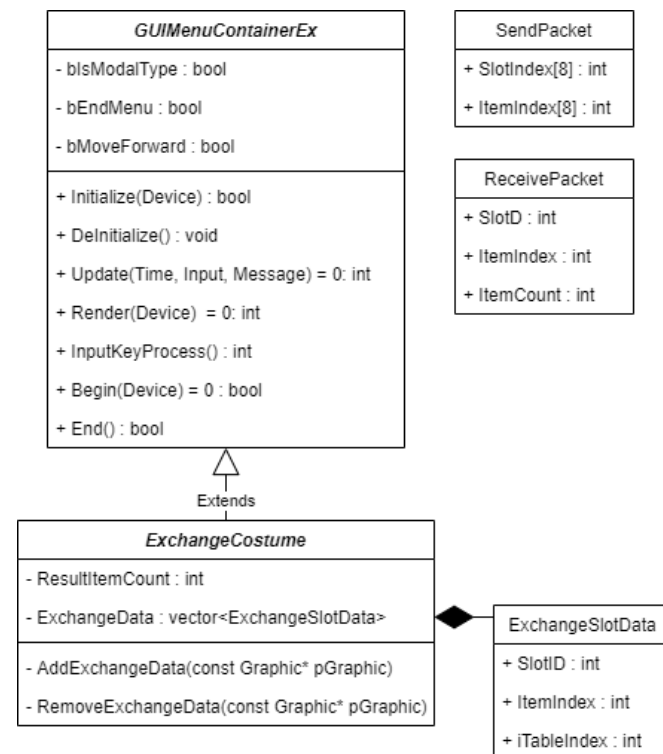 GUIMenuContainerEx
- bIsModalType : bool
- bEndMenu : bool
- bMoveForward : bool
+ Initialize(Device) : bool
+ DeInitialize() : void
+ Update(Time, Input, Message) = 0: int
+ Render(Device)  = 0: int
+ InputKeyProcess() : int
+ Begin(Device) = 0 : bool
+ End() : bool
SendPacket
+ SlotIndex[8] : int
+ ItemIndex[8] : int
ReceivePacket
+ SlotD : int
+ ItemIndex : int
+ ItemCount : int
Extends
ExchangeCostume
- ResultItemCount : int
- ExchangeData : vector<ExchangeSlotData>
- AddExchangeData(const Graphic* pGraphic)
- RemoveExchangeData(const Graphic* pGraphic)
ExchangeSlotData
+ SlotID : int
+ ItemIndex : int
+ iTableIndex : int